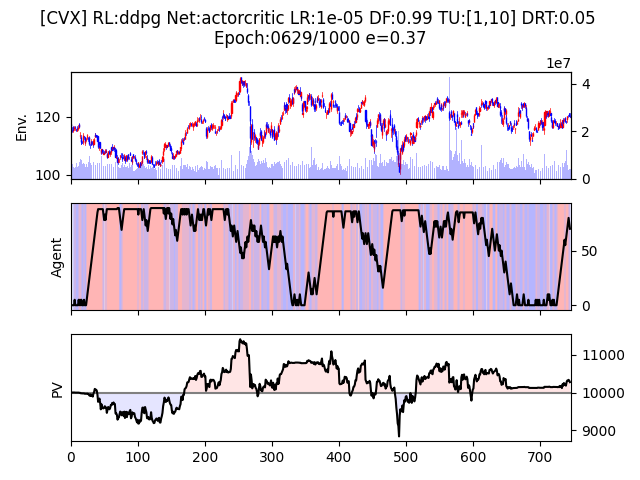 [CVX] RL:ddpg Net:actorcritic LR:1e-05 DF:0.99 TU:[1,10] DRT:0.05
Epoch:0629/1000 e=0.37
1e7
Env.
120
100
4
2
0
Agent
50
0
PV
11000
10000
9000
0 100 200 300 400 500 600 700